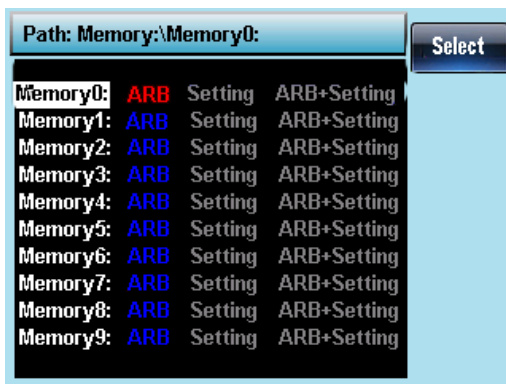 Path: Memory:\Memory0:
Select
Memory0: ARB Setting ARB+Setting
Memory1: ARB Setting ARB+Setting
Memory2: ARB Setting ARB+Setting
Memory3: ARB Setting ARB+Setting
Memory4: ARB Setting ARB+Setting
Memory5: ARB Setting ARB+Setting
Memory6: ARB Setting ARB+Setting
Memory7: ARB Setting ARB+Setting
Memory8: ARB Setting ARB+Setting
Memory9: ARB Setting ARB+Setting